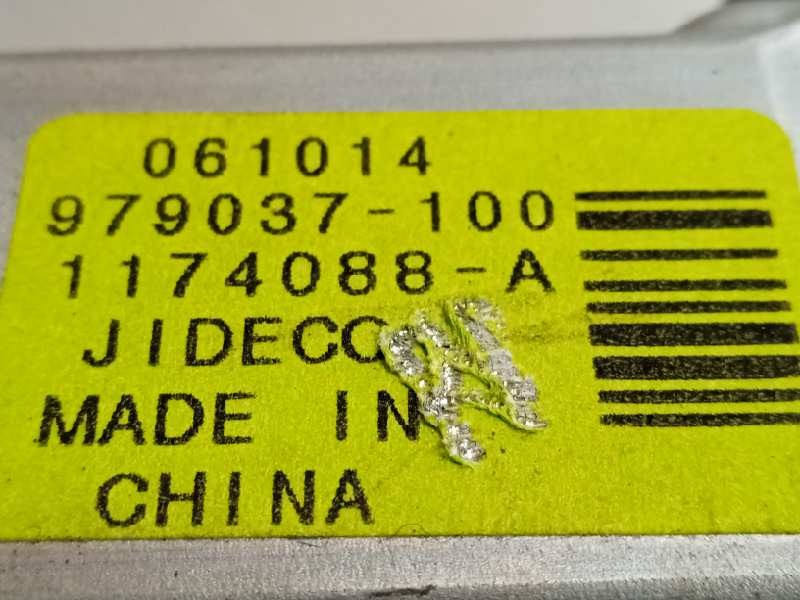 061014
979037-100
1174088-A
JIDECO
MADE IN
CHINA